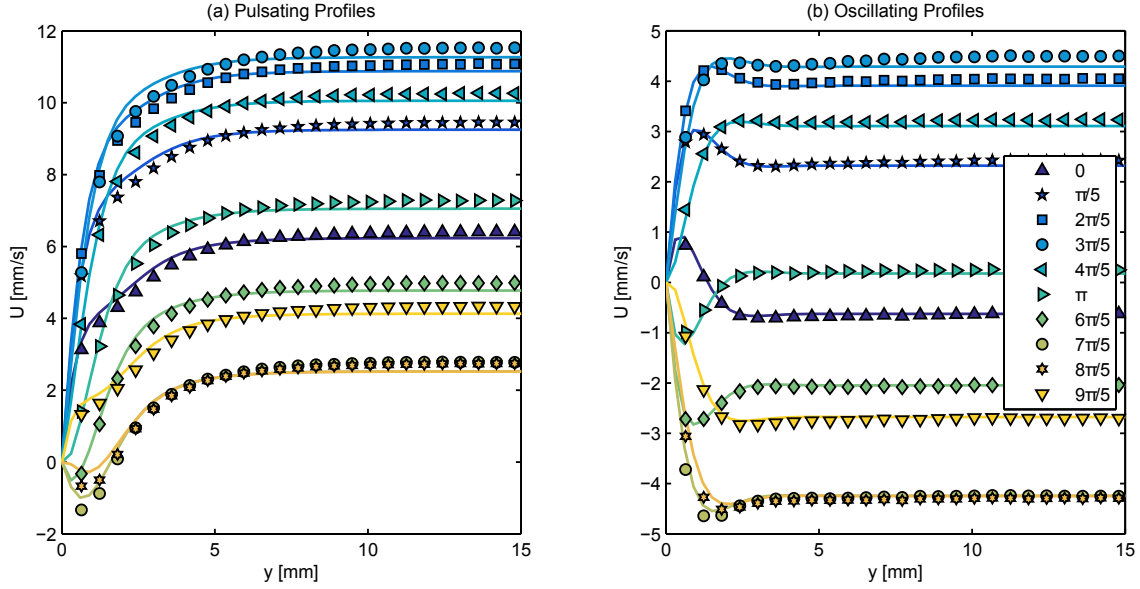 (a) Pulsating Profiles
12
10
8
6
4
2
0
−2
U [mm/s]
0
5
10
15
y [mm]
(b) Oscillating Profiles
5
4
3
2
1
0
−1
−2
−3
−4
−5
U [mm/s]
0
5
10
15
y [mm]
0
π/5
2π/5
3π/5
4π/5
π
6π/5
7π/5
8π/5
9π/5